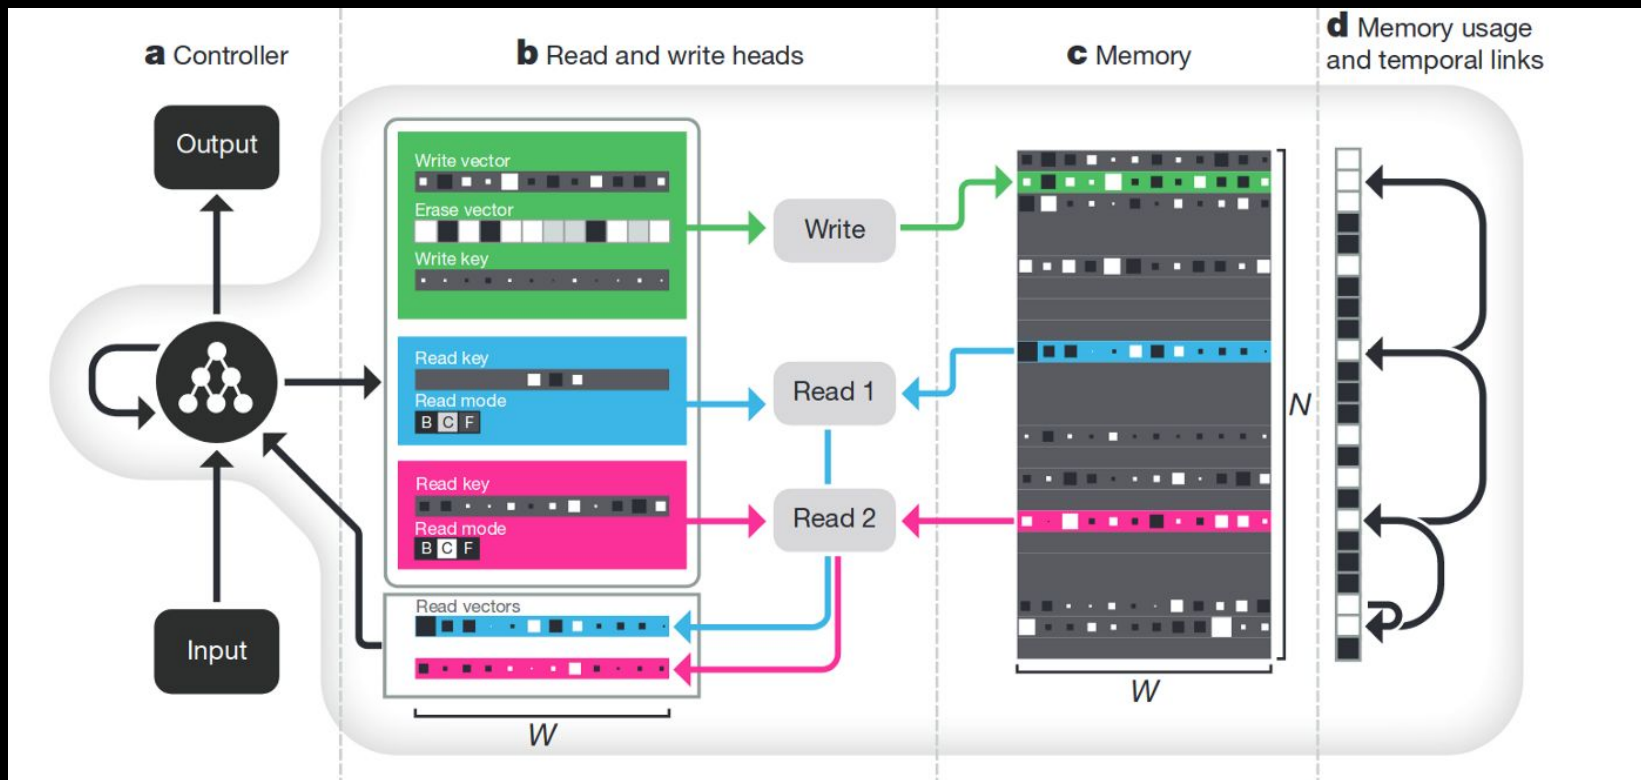 a Controller
b Read and write heads
c Memory
d Memory usage
and temporal links
Output
Input
Write vector
Erase vector
Write key
Read key
Read mode
B C F
Read key
Read mode
B C F
Read vectors
W
Write
Read 1
Read 2
N
W